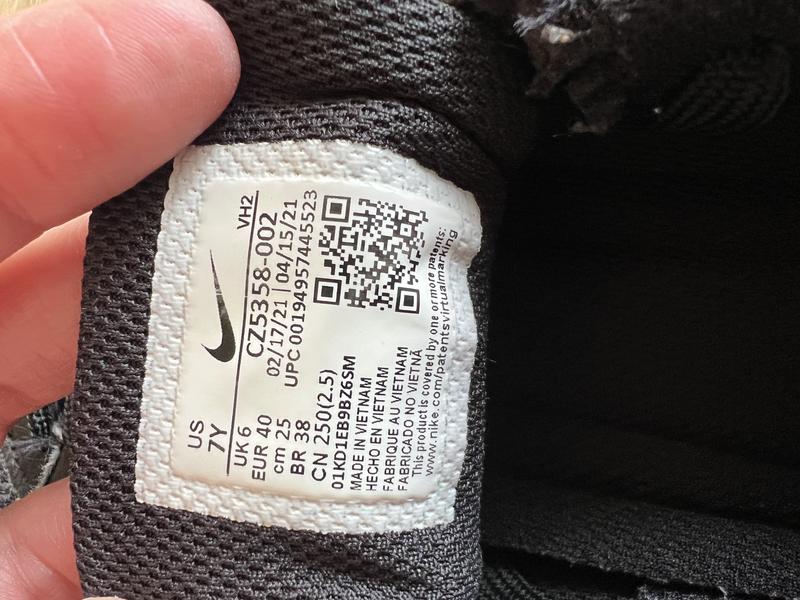 US
7Y
UK 6
EUR 40
cm 25
BR 38
CN 250(2.5)
VH2
CZ5358-002
02/17/21 | 04/15/21
UPC 00194957445523
01KD1EB9BZ6SM
MADE IN VIETNAM
HECHO EN VIETNAM
FABRIQUE AU VIETNAM
FABRICADO NO VIETNÃ
This product is covered by one or more patents:
www.nike.com/patentsvirtualmarking